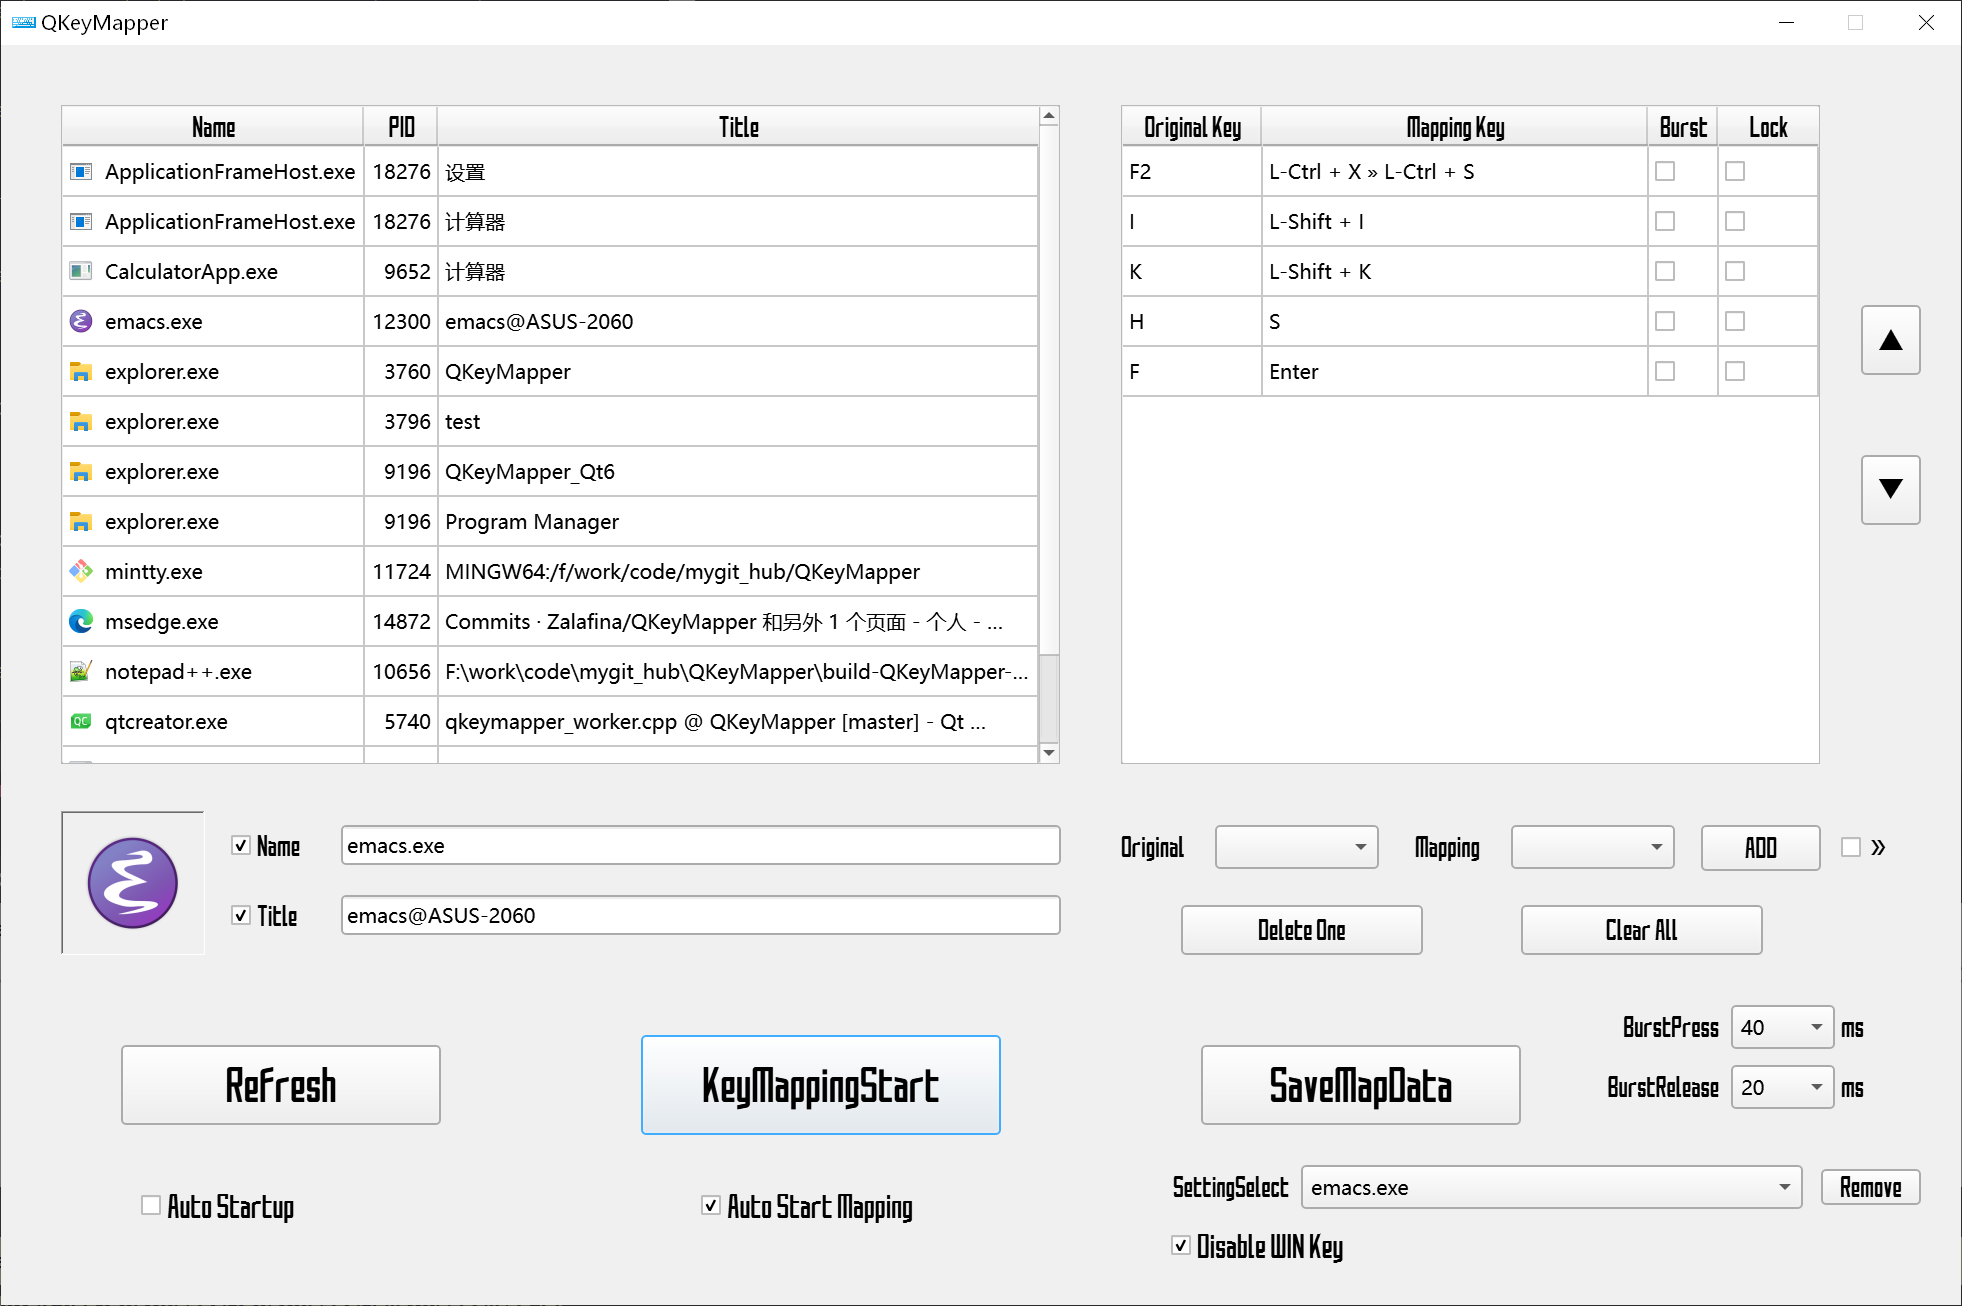 QKeyMapper
Name PID Title
ApplicationFrameHost.exe 18276 设置
ApplicationFrameHost.exe 18276 计算器
CalculatorApp.exe 9652 计算器
emacs.exe 12300 emacs@ASUS-2060
explorer.exe 3760 QKeyMapper
explorer.exe 3796 test
explorer.exe 9196 QKeyMapper_Qt6
explorer.exe 9196 Program Manager
mintty.exe 11724 MINGW64:/f/work/code/mygit_hub/QKeyMapper
msedge.exe 14872 Commits · Zalafina/QKeyMapper 和另外 1 个页面 - 个人 - ...
notepad++.exe 10656 F:\work\code\mygit_hub\QKeyMapper\build-QKeyMapper-...
qtcreator.exe 5740 qkeymapper_worker.cpp @ QKeyMapper [master] - Qt ...
Original Key Mapping Key Burst Lock
F2 L-Ctrl + X » L-Ctrl + S
I L-Shift + I
K L-Shift + K
H S
F Enter
▲
▼
Name emacs.exe
Title emacs@ASUS-2060
Original Mapping ADD »
Delete One Clear All
Refresh KeyMappingStart SaveMapData
BurstPress 40 ms
BurstRelease 20 ms
Auto Startup Auto Start Mapping
SettingSelect emacs.exe Remove
Disable WIN Key